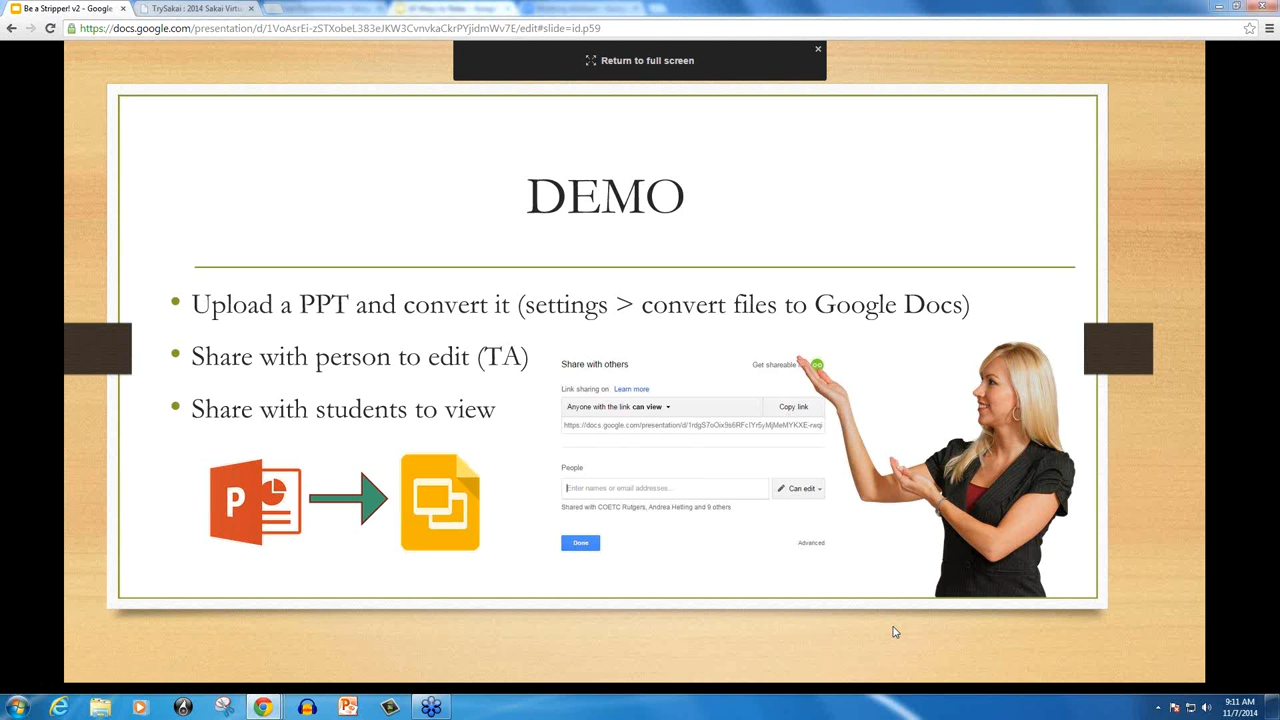 Be a Stripper! v2 - Google
TrySakai : 2014 Sakai Virtu
https://docs.google.com/presentation/d/1VoAsrEi-zSTXobeL383eJKW3CvnvkaCkrPYjidmWv7E/edit#slide=id.p59
Return to full screen
DEMO
• Upload a PPT and convert it (settings > convert files to Google Docs)
• Share with person to edit (TA)
• Share with students to view
Share with others
Get shareable
Link sharing on Learn more
Anyone with the link can view
Copy link
People
Enter names or email addresses...
Can edit
Shared with COETC Rutgers, Andrea Hetling and 9 others
Done
Advanced
P
9:11 AM
11/7/2014